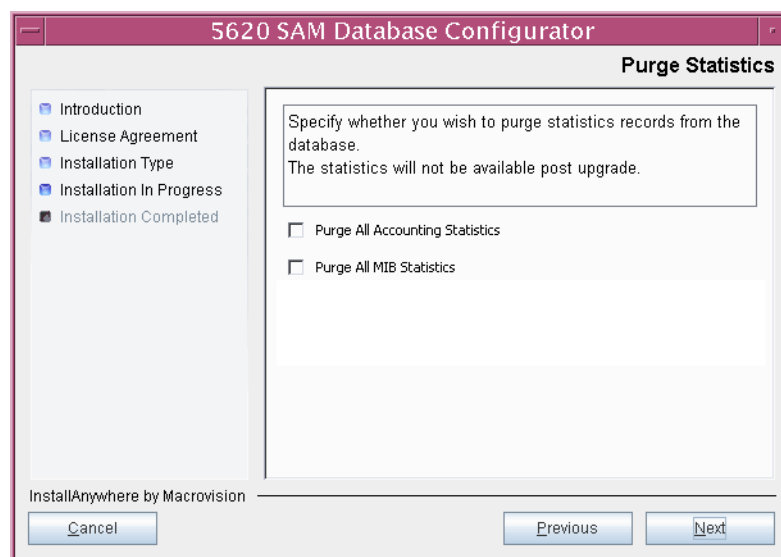 5620 SAM Database Configurator
Purge Statistics
Introduction
License Agreement
Installation Type
Installation In Progress
Installation Completed
Specify whether you wish to purge statistics records from the
database.
The statistics will not be available post upgrade.
Purge All Accounting Statistics
Purge All MIB Statistics
InstallAnywhere by Macrovision
Cancel
Previous
Next